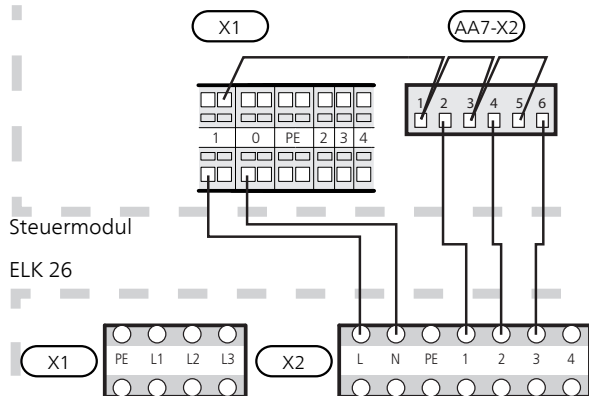 X1 AA7-X2
1 2 3 4 5 6
1 0 PE 2 3 4
Steuermodul
ELK 26
X1 PE L1 L2 L3 X2 L N PE 1 2 3 4